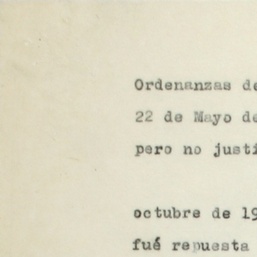 Ordenanzas de
22 de Mayo de
pero no justi
octubre de 19
fué repuesta